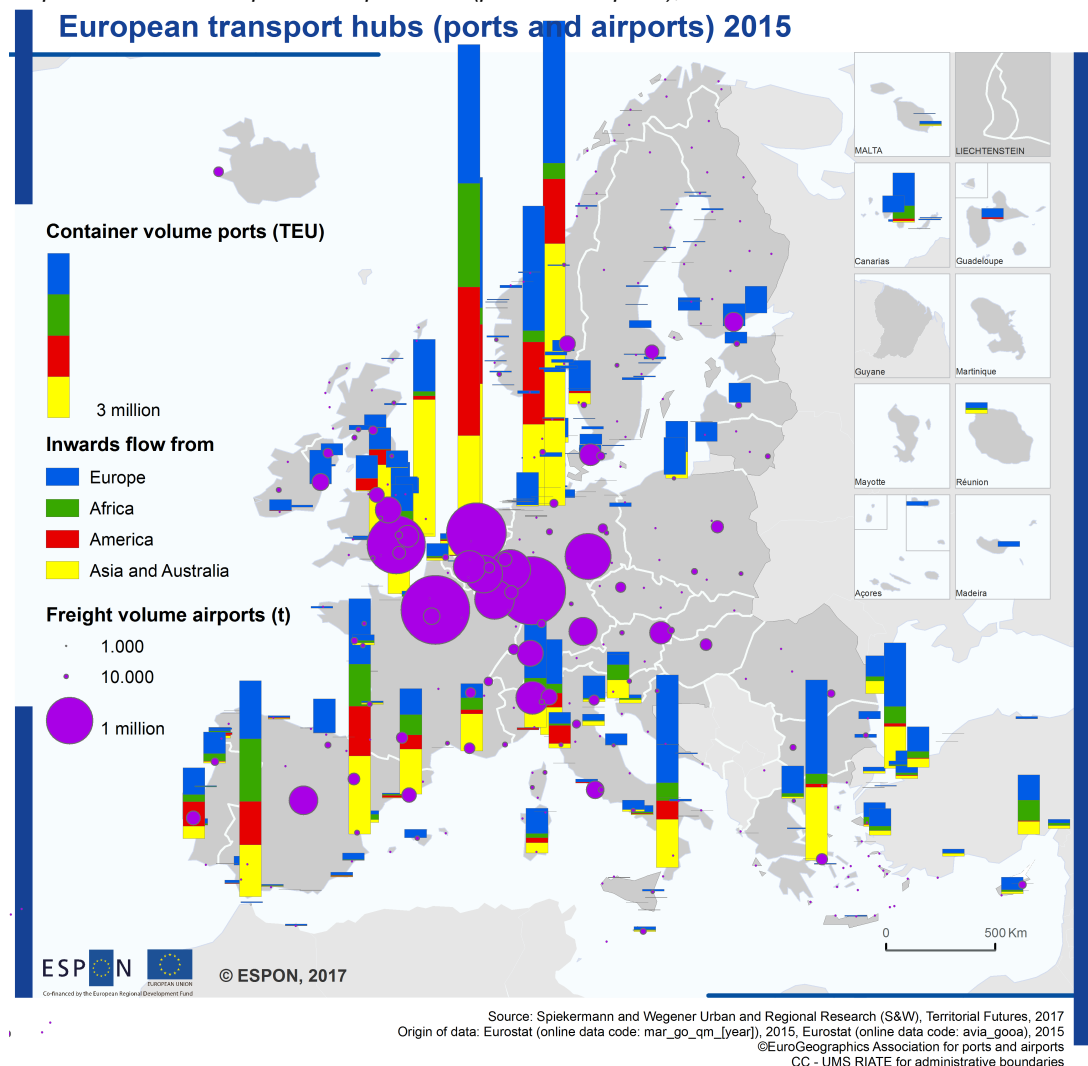 European transport hubs (ports and airports) 2015
MALTA
LIECHTENSTEIN
Canarias
Guadeloupe
Guyane
Martinique
Mayotte
Réunion
Açores
Madeira
Container volume ports (TEU)
3 million
Inwards flow from
Europe
Africa
America
Asia and Australia
Freight volume airports (t)
1.000
10.000
1 million
0 500 Km
ESPON
EUROPEAN UNION
Co-financed by the European Regional Development Fund
© ESPON, 2017
Source: Spiekermann and Wegener Urban and Regional Research (S&W), Territorial Futures, 2017
Origin of data: Eurostat (online data code: mar_go_qm_[year]), 2015, Eurostat (online data code: avia_gooa), 2015
©EuroGeographics Association for ports and airports
CC - UMS RIATE for administrative boundaries